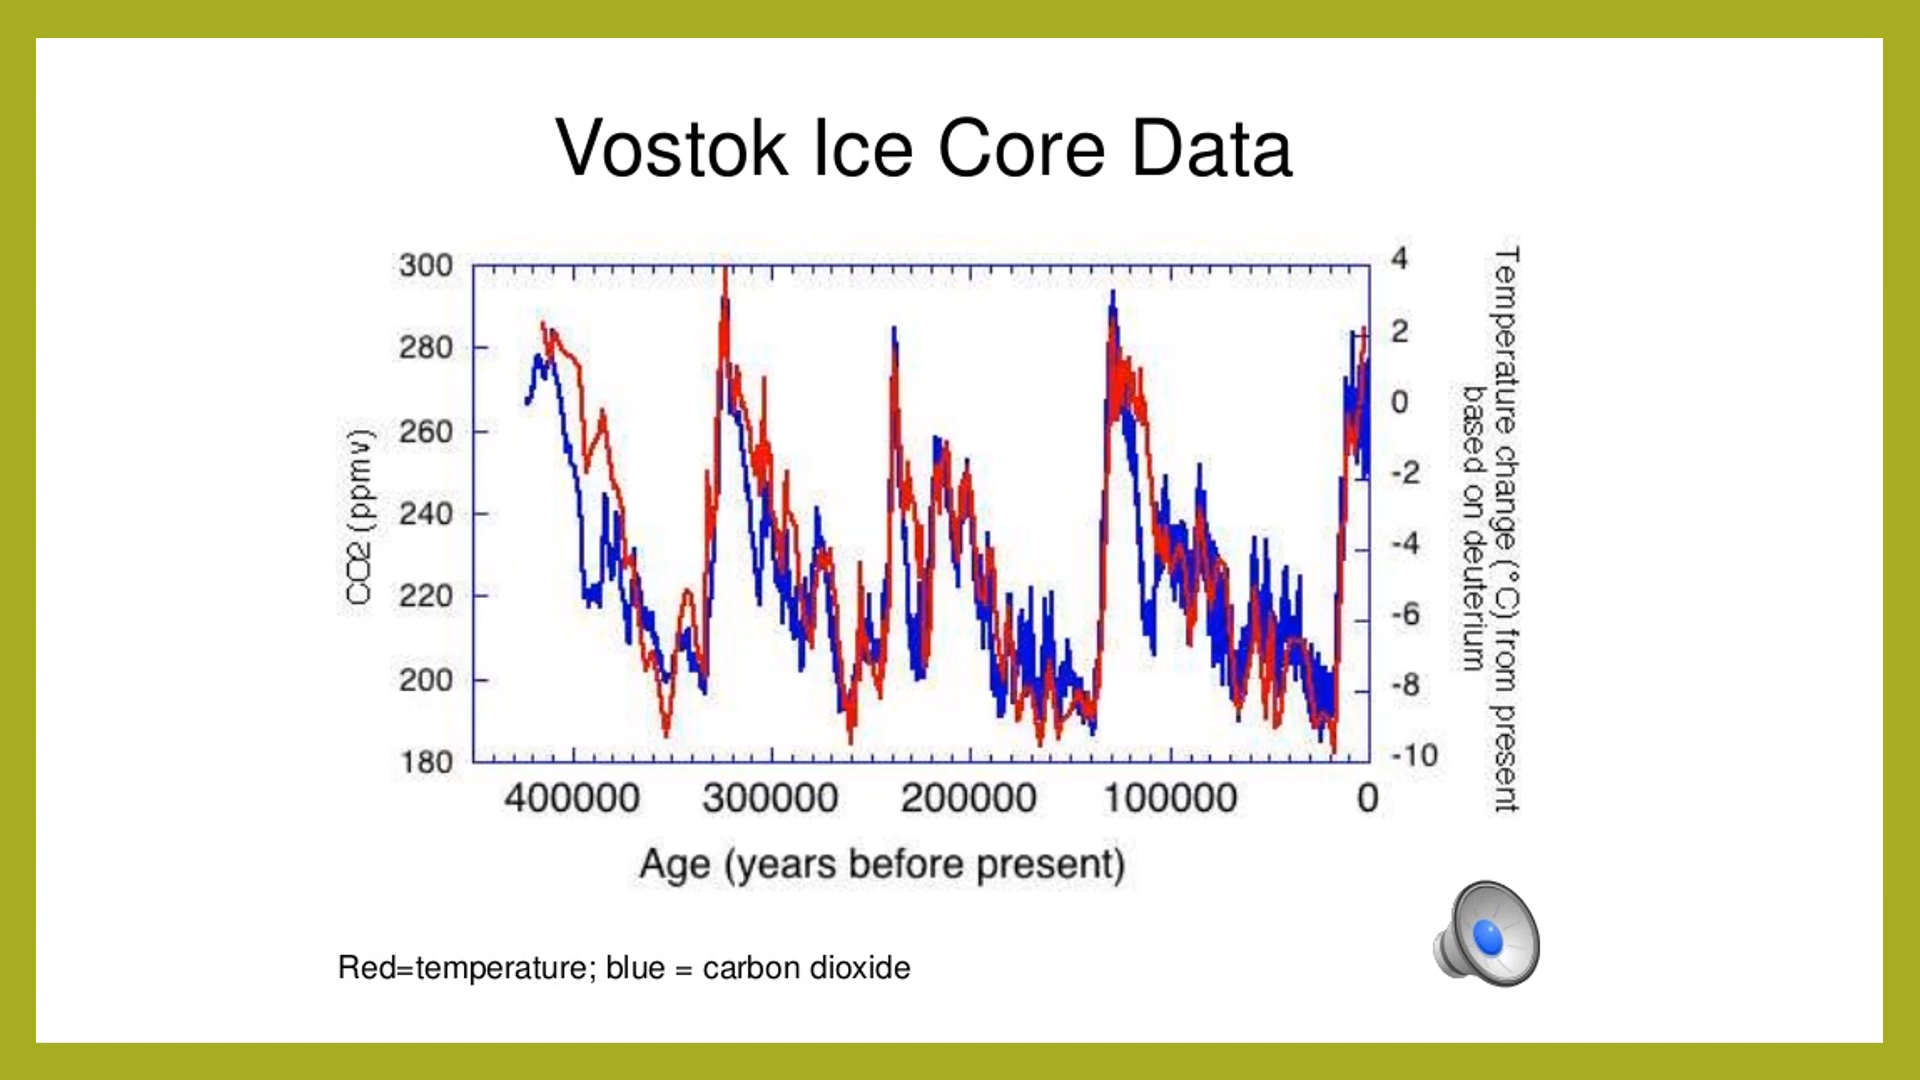 Vostok Ice Core Data
300
280
260
240
220
200
180
CO2 (ppmv)
4
2
0
-2
-4
-6
-8
-10
Temperature change (°C) from present
based on deuterium
400000 300000 200000 100000 0
Age (years before present)
Red=temperature; blue = carbon dioxide